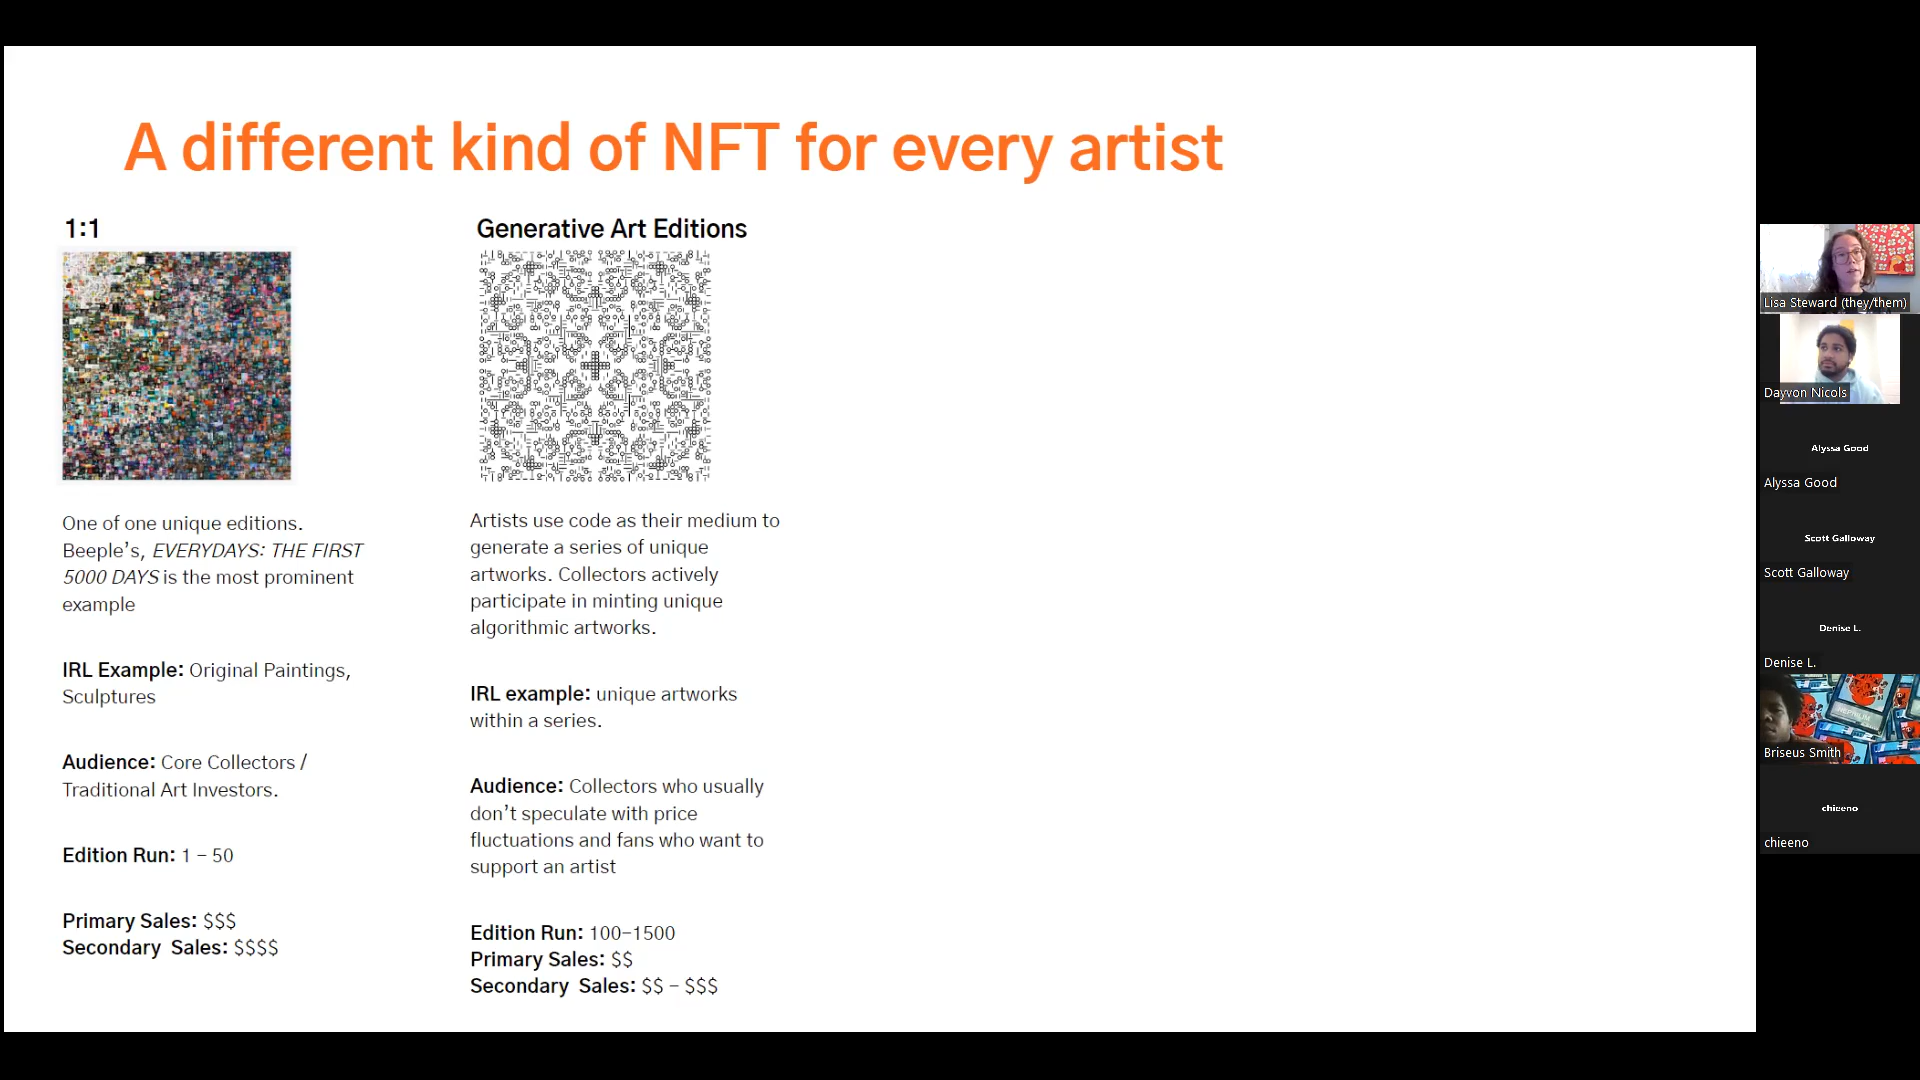 A different kind of NFT for every artist
1:1
One of one unique editions.
Beeple’s, EVERYDAYS: THE FIRST
5000 DAYS is the most prominent
example
IRL Example: Original Paintings,
Sculptures
Audience: Core Collectors /
Traditional Art Investors.
Edition Run: 1 – 50
Primary Sales: $$$
Secondary Sales: $$$$
Generative Art Editions
Artists use code as their medium to
generate a series of unique
artworks. Collectors actively
participate in minting unique
algorithmic artworks.
IRL example: unique artworks
within a series.
Audience: Collectors who usually
don’t speculate with price
fluctuations and fans who want to
support an artist
Edition Run: 100–1500
Primary Sales: $$
Secondary Sales: $$ – $$$
Lisa Steward (they/them)
Dayvon Nicols
Alyssa Good
Alyssa Good
Scott Galloway
Scott Galloway
Denise L.
Denise L.
Briseus Smith
chieeno
chieeno